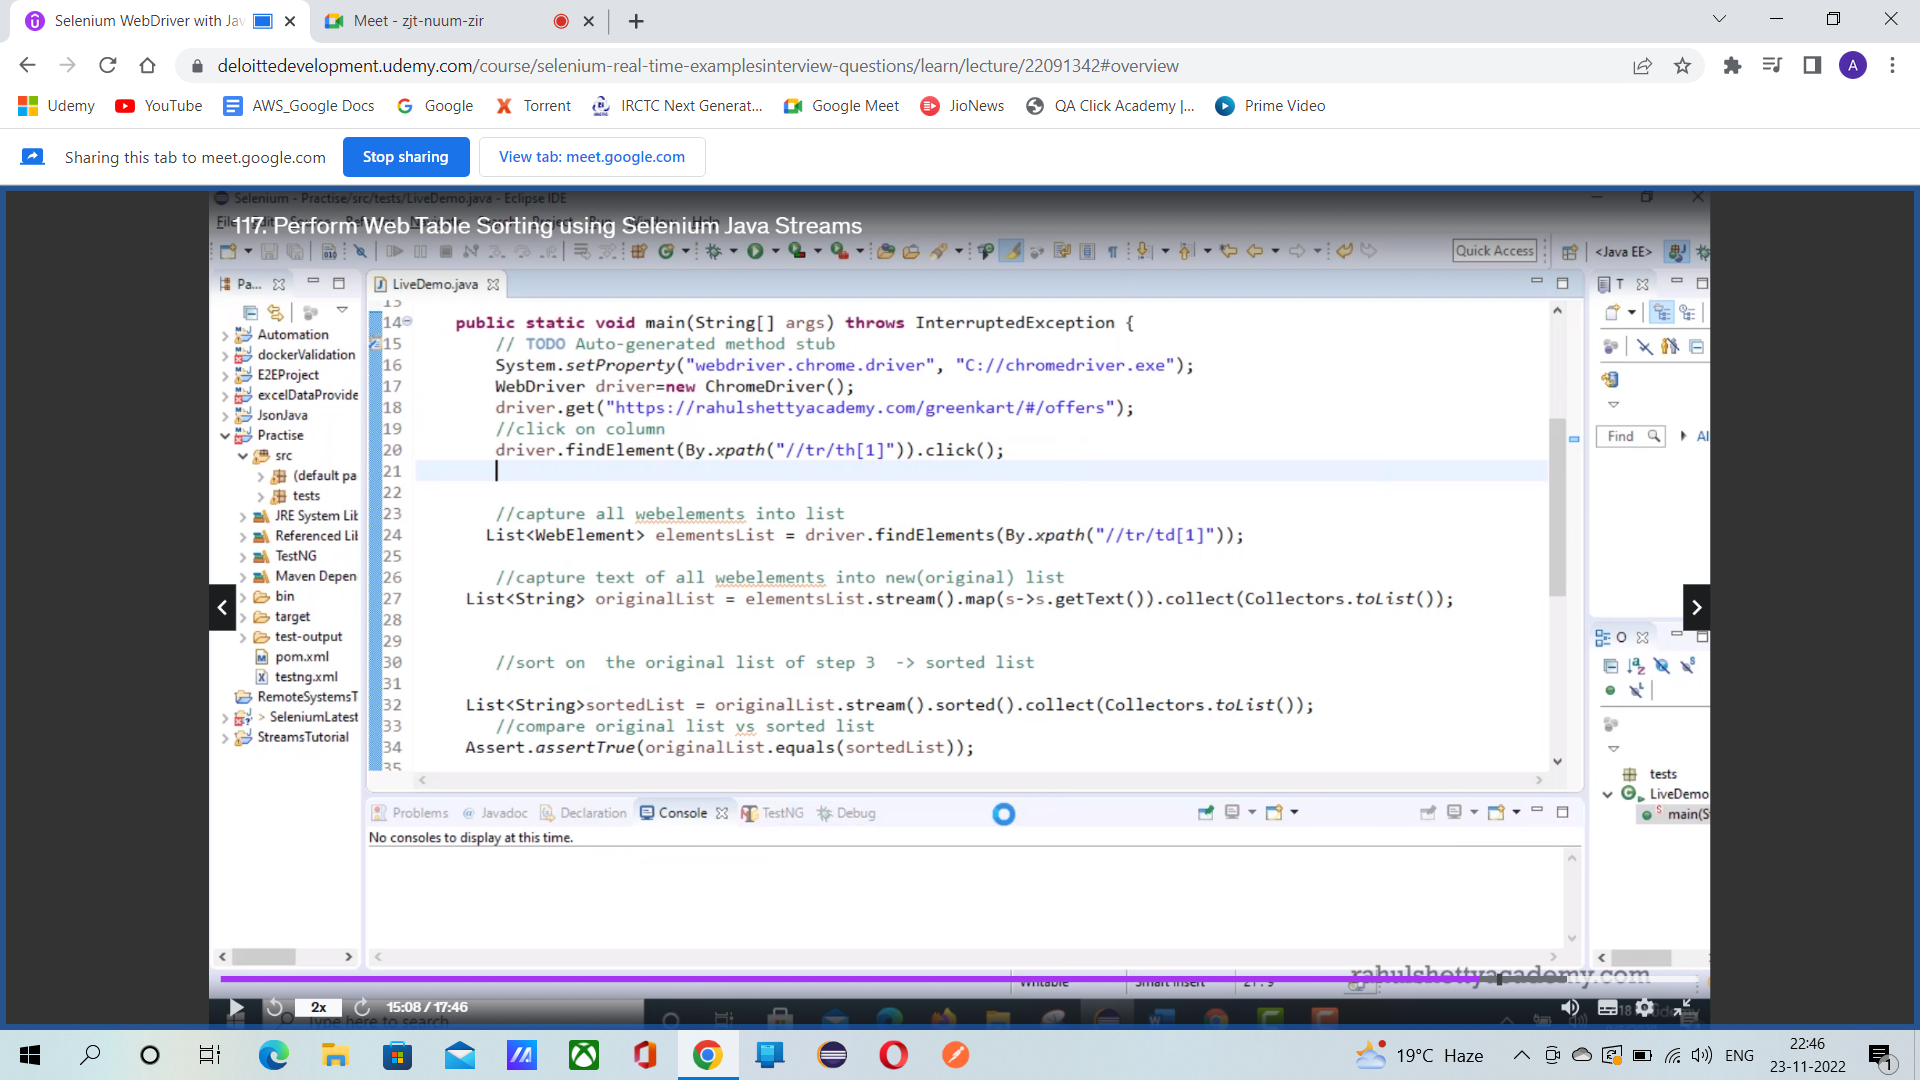 Selenium WebDriver with Jav
Meet - zjt-nuum-zir
deloittedevelopment.udemy.com/course/selenium-real-time-examplesinterview-questions/learn/lecture/22091342#overview
A
Udemy
YouTube
AWS_Google Docs
Google
Torrent
IRCTC Next Generat...
Google Meet
JioNews
QA Click Academy |...
Prime Video
Sharing this tab to meet.google.com
Stop sharing
View tab: meet.google.com
Selenium - Practise/src/tests/LiveDemo.java - Eclipse IDE
117. Perform Web Table Sorting using Selenium Java Streams
Quick Access
<Java EE>
Pa...
LiveDemo.java
T
Automation
dockerValidation
E2EProject
excelDataProvide
JsonJava
Practise
src
(default pa
tests
JRE System Lib
Referenced Lib
TestNG
Maven Depen
bin
target
test-output
pom.xml
testng.xml
RemoteSystemsT
> SeleniumLatest
StreamsTutorial
13
14 public static void main(String[] args) throws InterruptedException {
15 // TODO Auto-generated method stub
16 System.setProperty("webdriver.chrome.driver", "C://chromedriver.exe");
17 WebDriver driver=new ChromeDriver();
18 driver.get("https://rahulshettyacademy.com/greenkart/#/offers");
19 //click on column
20 driver.findElement(By.xpath("//tr/th[1]")).click();
21
22
23 //capture all webelements into list
24 List<WebElement> elementsList = driver.findElements(By.xpath("//tr/td[1]"));
25
26 //capture text of all webelements into new(original) list
27 List<String> originalList = elementsList.stream().map(s->s.getText()).collect(Collectors.toList());
28
29
30 //sort on  the original list of step 3  -> sorted list
31
32 List<String>sortedList = originalList.stream().sorted().collect(Collectors.toList());
33 //compare original list vs sorted list
34 Assert.assertTrue(originalList.equals(sortedList));
35
Find
Al
O
tests
LiveDemo
main(S
Problems
Javadoc
Declaration
Console
TestNG
Debug
No consoles to display at this time.
rahulshettyacademy.com
Writable
Smart Insert
21 : 9
2x
15:08 / 17:46
Type here to search
19°C Haze
ENG
22:46
23-11-2022
1